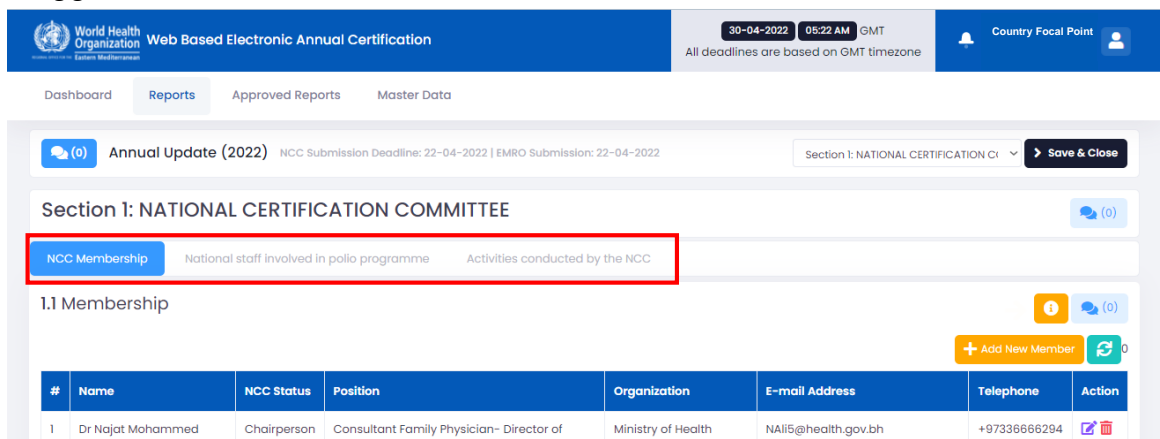 World Health
Organization
Eastern Mediterranean
Web Based Electronic Annual Certification
30-04-2022 05:22 AM GMT
All deadlines are based on GMT timezone
Country Focal Point
Dashboard Reports Approved Reports Master Data
(0) Annual Update (2022) NCC Submission Deadline: 22-04-2022 | EMRO Submission: 22-04-2022 Section 1: NATIONAL CERTIFICATION Save & Close
Section 1: NATIONAL CERTIFICATION COMMITTEE (0)
NCC Membership National staff involved in polio programme Activities conducted by the NCC
1.1 Membership (0)
+ Add New Member 0
# Name NCC Status Position Organization E-mail Address Telephone Action
1 Dr Najat Mohammed Chairperson Consultant Family Physician- Director of Ministry of Health NAli5@health.gov.bh +97336666294